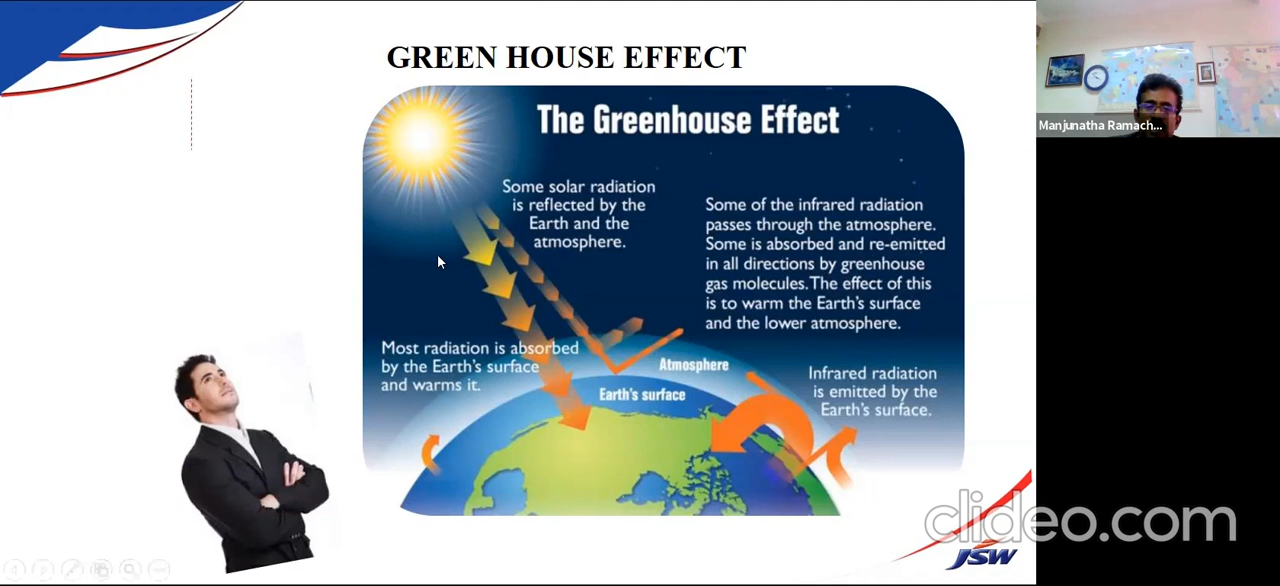 GREEN HOUSE EFFECT
The Greenhouse Effect
Some solar radiation
is reflected by the
Earth and the
atmosphere.
Some of the infrared radiation
passes through the atmosphere.
Some is absorbed and re-emitted
in all directions by greenhouse
gas molecules. The effect of this
is to warm the Earth's surface
and the lower atmosphere.
Most radiation is absorbed
by the Earth's surface
and warms it.
Atmosphere
Earth's surface
Infrared radiation
is emitted by the
Earth's surface.
Manjunatha Ramach...
clideo.com
JSW